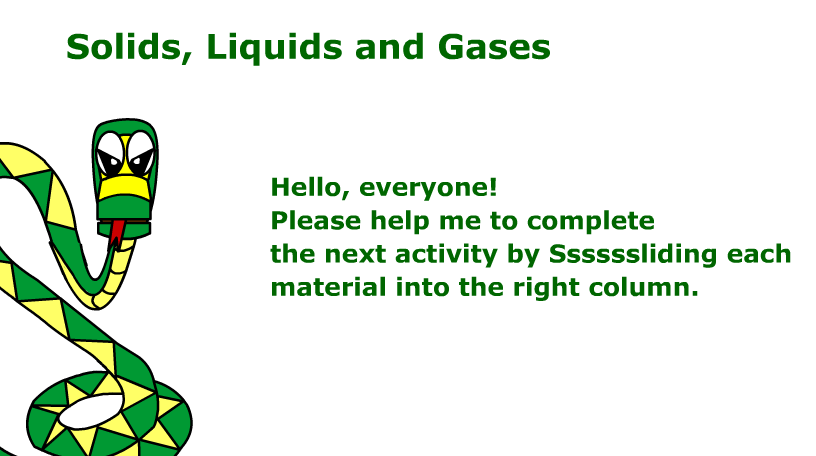 Solids, Liquids and Gases
Hello, everyone!
Please help me to complete
the next activity by Sssssssliding each
material into the right column.